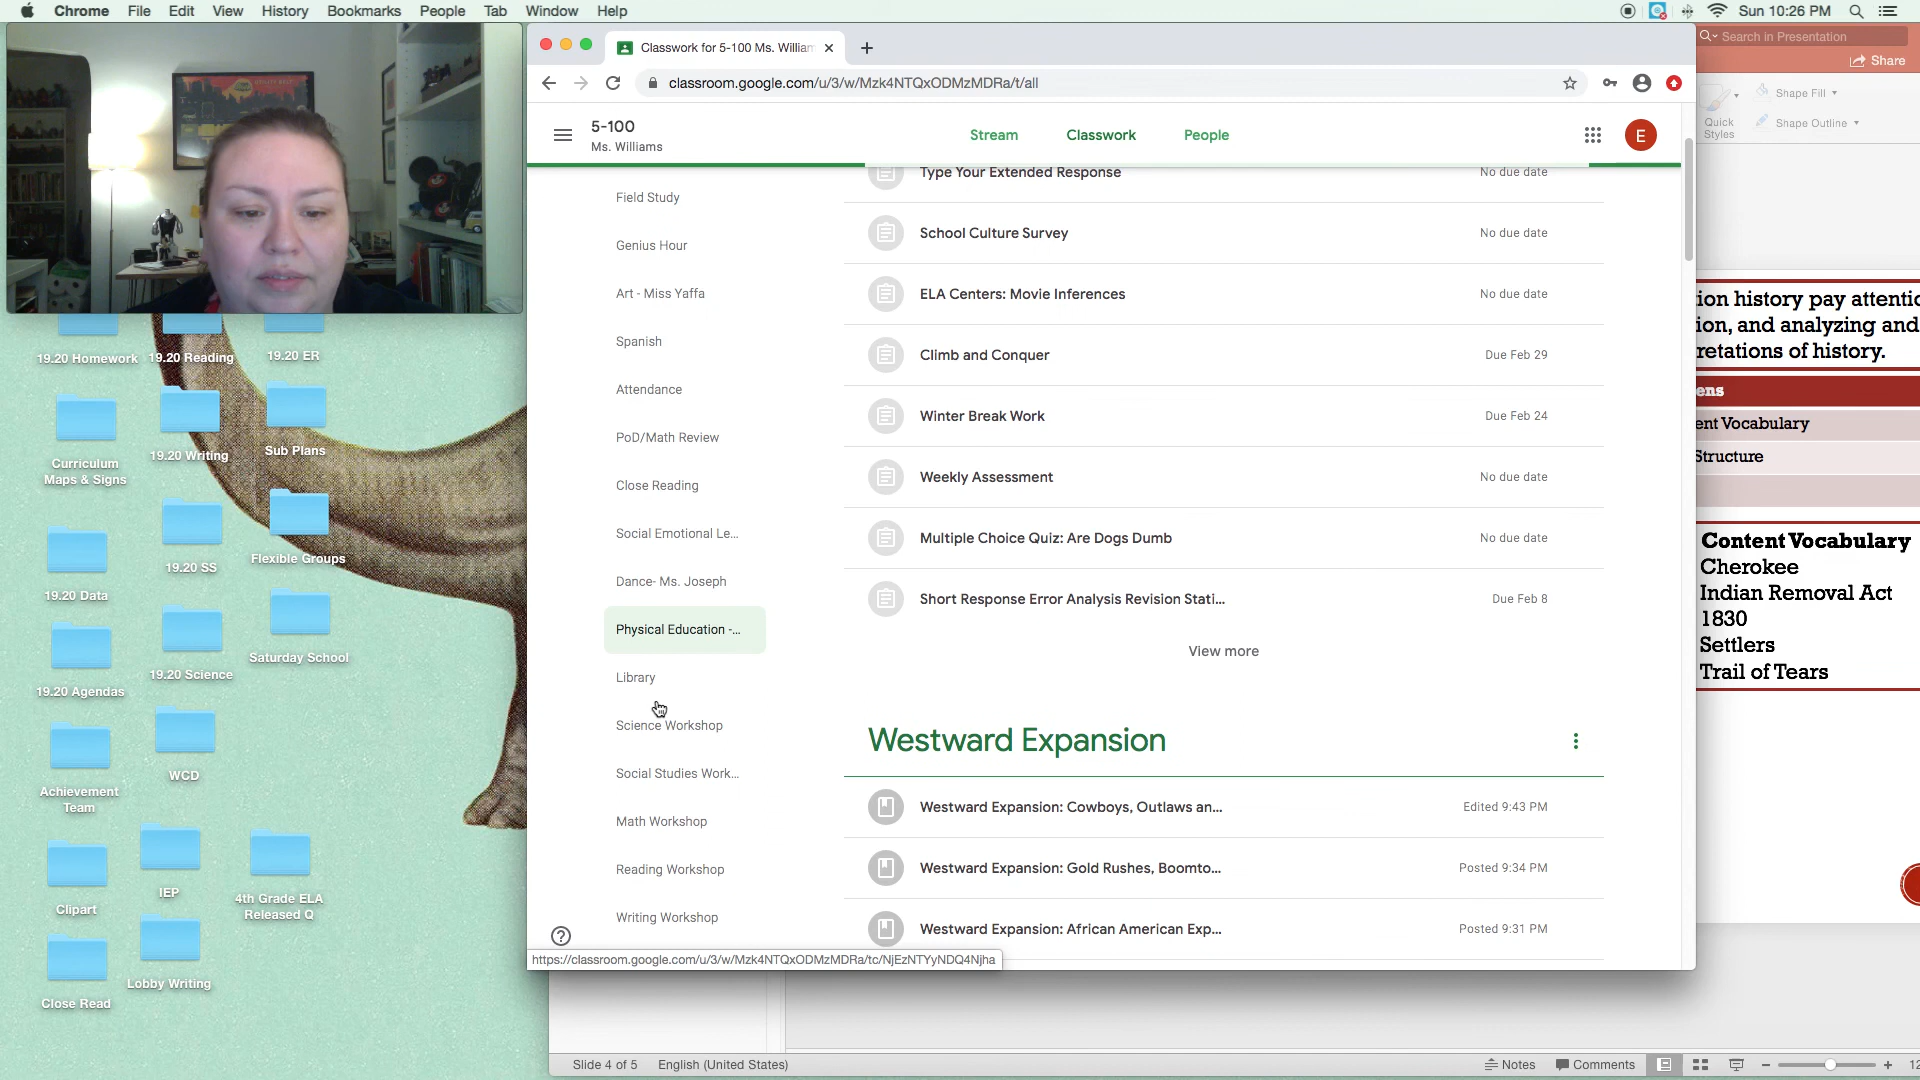 Chrome File Edit View History Bookmarks People Tab Window Help
Sun 10:26 PM
Classwork for 5-100 Ms. William
classroom.google.com/u/3/w/Mzk4NTQxODMzMDRa/t/all
5-100
Ms. Williams
Stream Classwork People
E
Field Study
Genius Hour
Art - Miss Yaffa
Spanish
Attendance
PoD/Math Review
Close Reading
Social Emotional Le...
Dance- Ms. Joseph
Physical Education -...
Library
Science Workshop
Social Studies Work...
Math Workshop
Reading Workshop
Writing Workshop
Type Your Extended Response No due date
School Culture Survey No due date
ELA Centers: Movie Inferences No due date
Climb and Conquer Due Feb 29
Winter Break Work Due Feb 24
Weekly Assessment No due date
Multiple Choice Quiz: Are Dogs Dumb No due date
Short Response Error Analysis Revision Stati... Due Feb 8
View more
Westward Expansion
Westward Expansion: Cowboys, Outlaws an... Edited 9:43 PM
Westward Expansion: Gold Rushes, Boomto... Posted 9:34 PM
Westward Expansion: African American Exp... Posted 9:31 PM
https://classroom.google.com/u/3/w/Mzk4NTQxODMzMDRa/tc/NjEzNTYyNDQ4Njha
19.20 Homework
19.20 Reading
19.20 ER
Curriculum
Maps & Signs
19.20 Writing
Sub Plans
19.20 Data
19.20 SS
Flexible Groups
19.20 Agendas
19.20 Science
Saturday School
Achievement
Team
WCD
Clipart
IEP
4th Grade ELA
Released Q
Close Read
Lobby Writing
Search in Presentation
Share
Quick
Styles
Shape Fill
Shape Outline
ion history pay attentio
ion, and analyzing and
retations of history.
ens
ent Vocabulary
Structure
Content Vocabulary
Cherokee
Indian Removal Act
1830
Settlers
Trail of Tears
Slide 4 of 5 English (United States)
Notes Comments